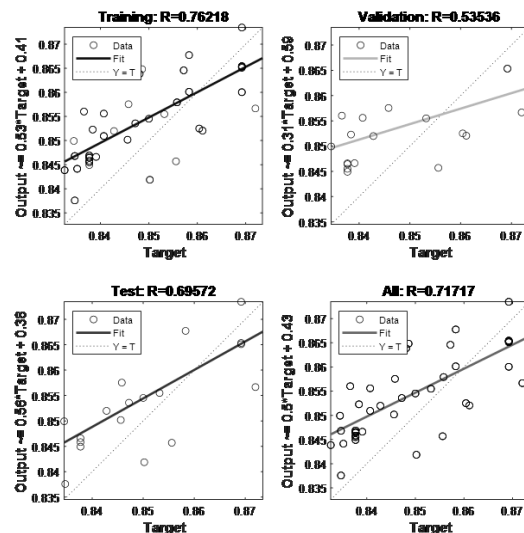 Training: R=0.76218
Output ~= 0.53*Target + 0.41
0.87
0.865
0.86
0.855
0.85
0.845
0.84
0.835
Data
Fit
Y = T
0.84 0.85 0.86 0.87
Target
Validation: R=0.53536
Output ~= 0.31*Target + 0.59
0.87
0.865
0.86
0.855
0.85
0.845
0.84
0.835
Data
Fit
Y = T
0.84 0.85 0.86 0.87
Target
Test: R=0.69572
Output ~= 0.56*Target + 0.38
0.87
0.865
0.86
0.855
0.85
0.845
0.84
0.835
Data
Fit
Y = T
0.84 0.85 0.86 0.87
Target
All: R=0.71717
Output ~= 0.5*Target + 0.43
0.87
0.865
0.86
0.855
0.85
0.845
0.84
0.835
Data
Fit
Y = T
0.84 0.85 0.86 0.87
Target